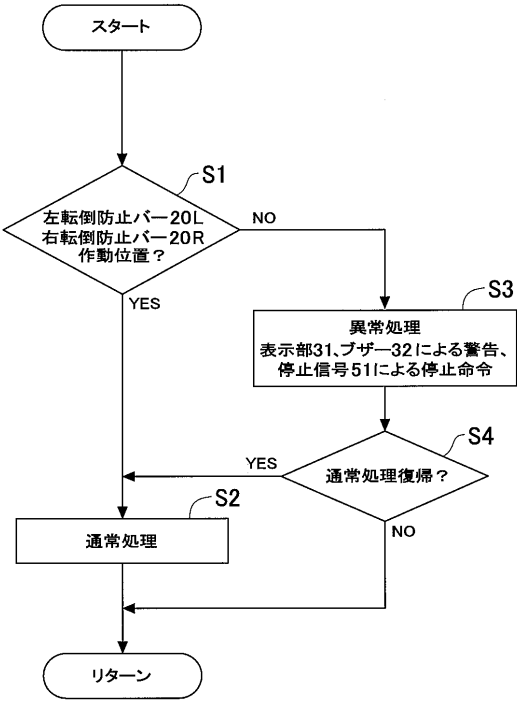 スタート
S1
左転倒防止バー20L
右転倒防止バー20R
作動位置?
NO
YES
S3
異常処理
表示部31、ブザー32による警告、
停止信号51による停止命令
S4
通常処理復帰?
YES
NO
S2
通常処理
リターン